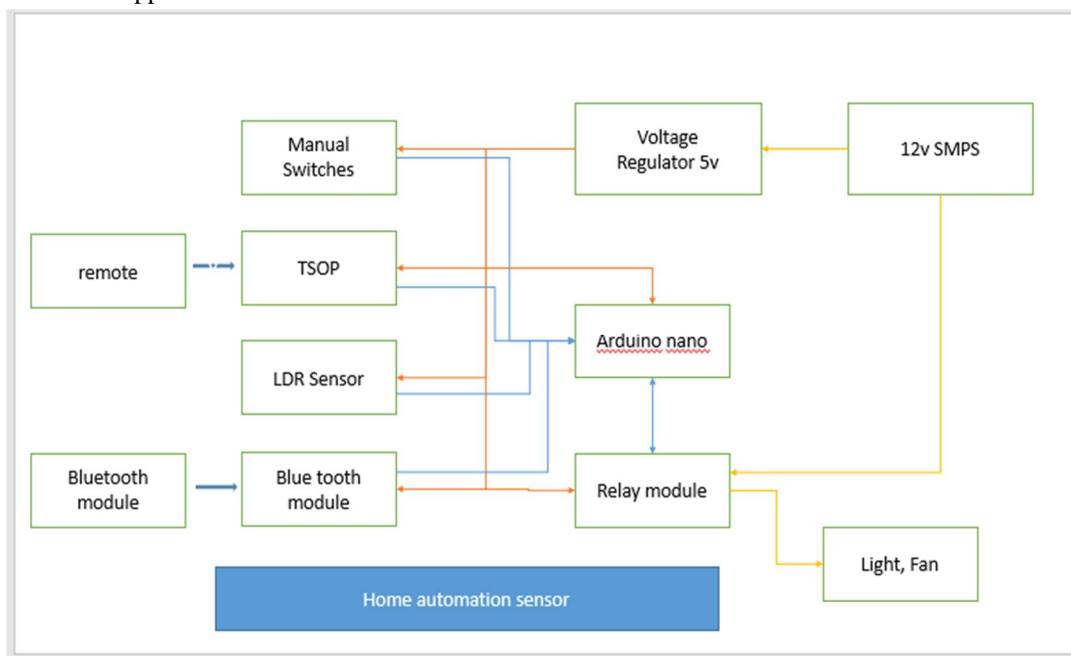 Manual
Switches
Voltage
Regulator 5v
12v SMPS
remote
TSOP
Arduino nano
LDR Sensor
Bluetooth
module
Blue tooth
module
Relay module
Light, Fan
Home automation sensor